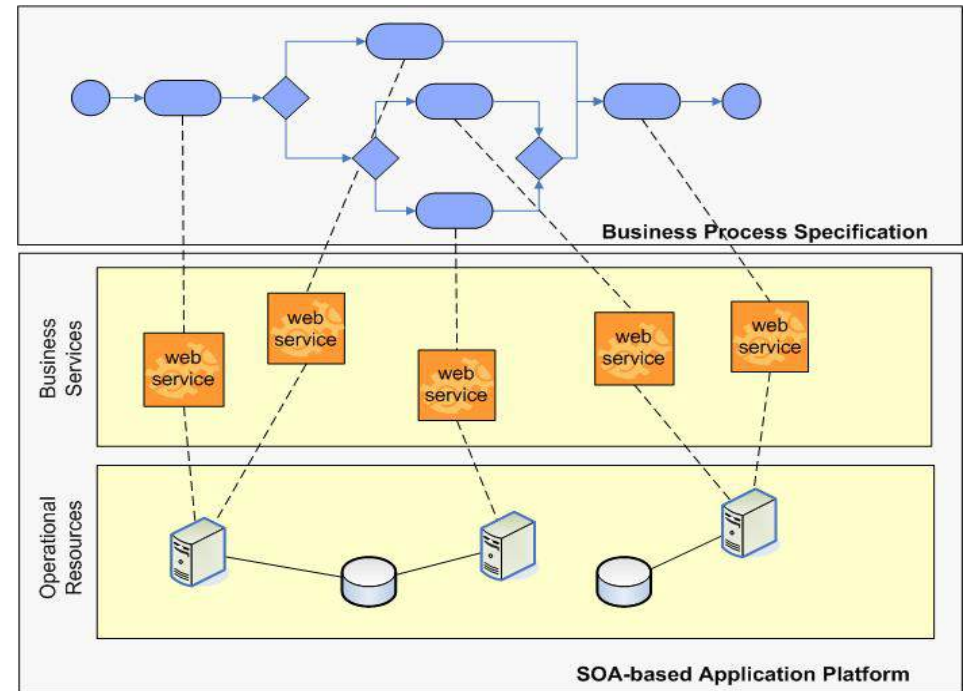 Business Process Specification
Business
Services
web
service
web
service
web
service
web
service
web
service
Operational
Resources
SOA-based Application Platform